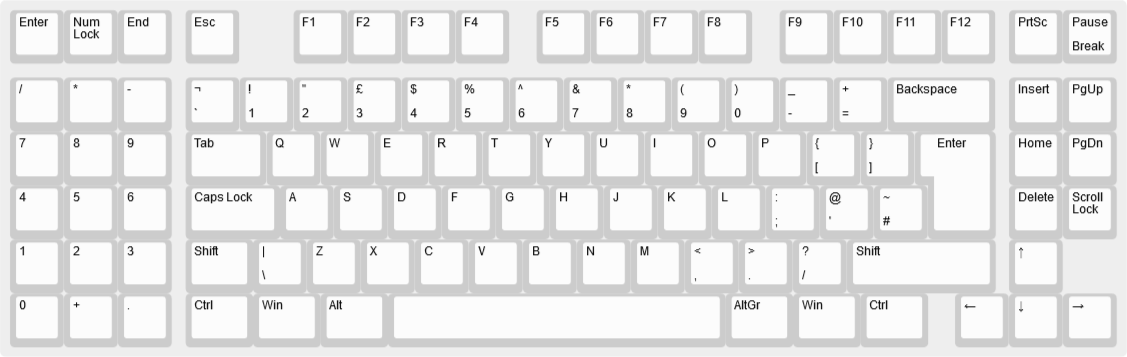 Enter Num Lock End Esc F1 F2 F3 F4 F5 F6 F7 F8 F9 F10 F11 F12 PrtSc Pause Break
/ * - ¬ ` ! 1 " 2 £ 3 $ 4 % 5 ^ 6 & 7 * 8 ( 9 ) 0 _ - + = Backspace Insert PgUp
7 8 9 Tab Q W E R T Y U I O P { [ } ] Enter Home PgDn
4 5 6 Caps Lock A S D F G H J K L : ; @ ' ~ # Delete Scroll Lock
1 2 3 Shift | \ Z X C V B N M < , > . ? / Shift ↑
0 + . Ctrl Win Alt AltGr Win Ctrl ← ↓ →